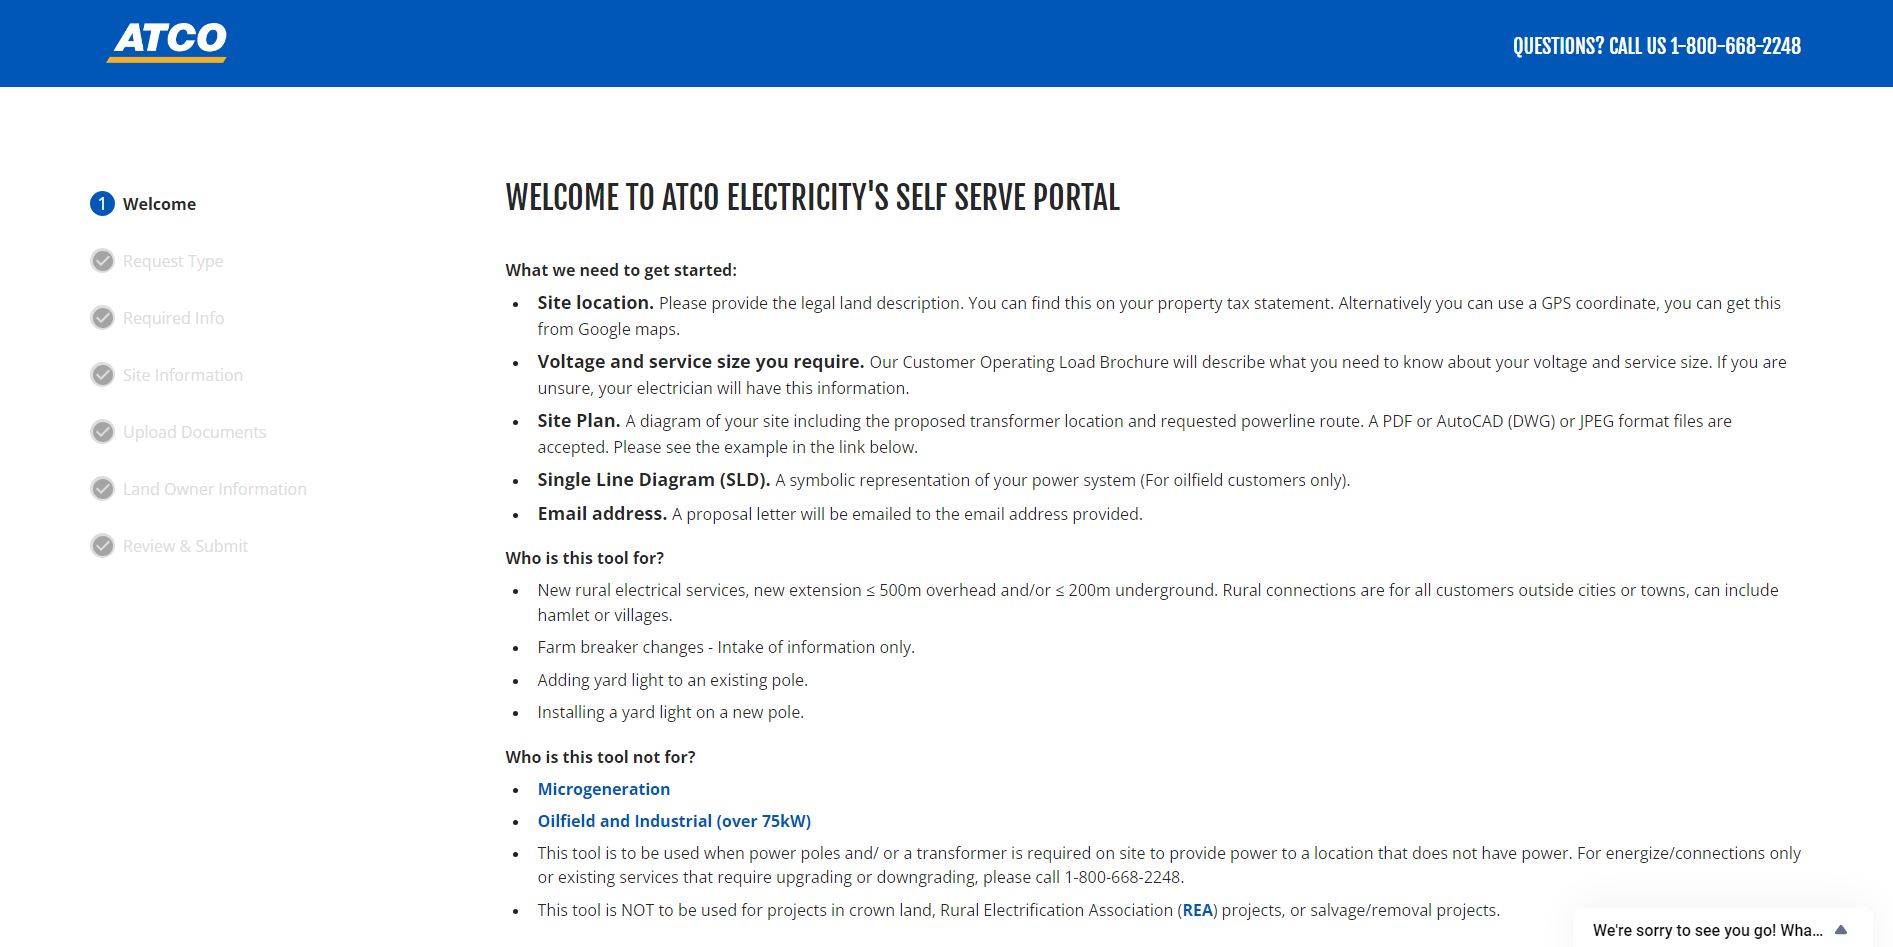 ATCO
QUESTIONS? CALL US 1-800-668-2248
1 Welcome
Request Type
Required Info
Site Information
Upload Documents
Land Owner Information
Review & Submit
WELCOME TO ATCO ELECTRICITY'S SELF SERVE PORTAL
What we need to get started:
Site location. Please provide the legal land description. You can find this on your property tax statement. Alternatively you can use a GPS coordinate, you can get this
from Google maps.
Voltage and service size you require. Our Customer Operating Load Brochure will describe what you need to know about your voltage and service size. If you are
unsure, your electrician will have this information.
Site Plan. A diagram of your site including the proposed transformer location and requested powerline route. A PDF or AutoCAD (DWG) or JPEG format files are
accepted. Please see the example in the link below.
Single Line Diagram (SLD). A symbolic representation of your power system (For oilfield customers only).
Email address. A proposal letter will be emailed to the email address provided.
Who is this tool for?
New rural electrical services, new extension ≤ 500m overhead and/or ≤ 200m underground. Rural connections are for all customers outside cities or towns, can include
hamlet or villages.
Farm breaker changes - Intake of information only.
Adding yard light to an existing pole.
Installing a yard light on a new pole.
Who is this tool not for?
Microgeneration
Oilfield and Industrial (over 75kW)
This tool is to be used when power poles and/ or a transformer is required on site to provide power to a location that does not have power. For energize/connections only
or existing services that require upgrading or downgrading, please call 1-800-668-2248.
This tool is NOT to be used for projects in crown land, Rural Electrification Association (REA) projects, or salvage/removal projects.
We're sorry to see you go! Wha...